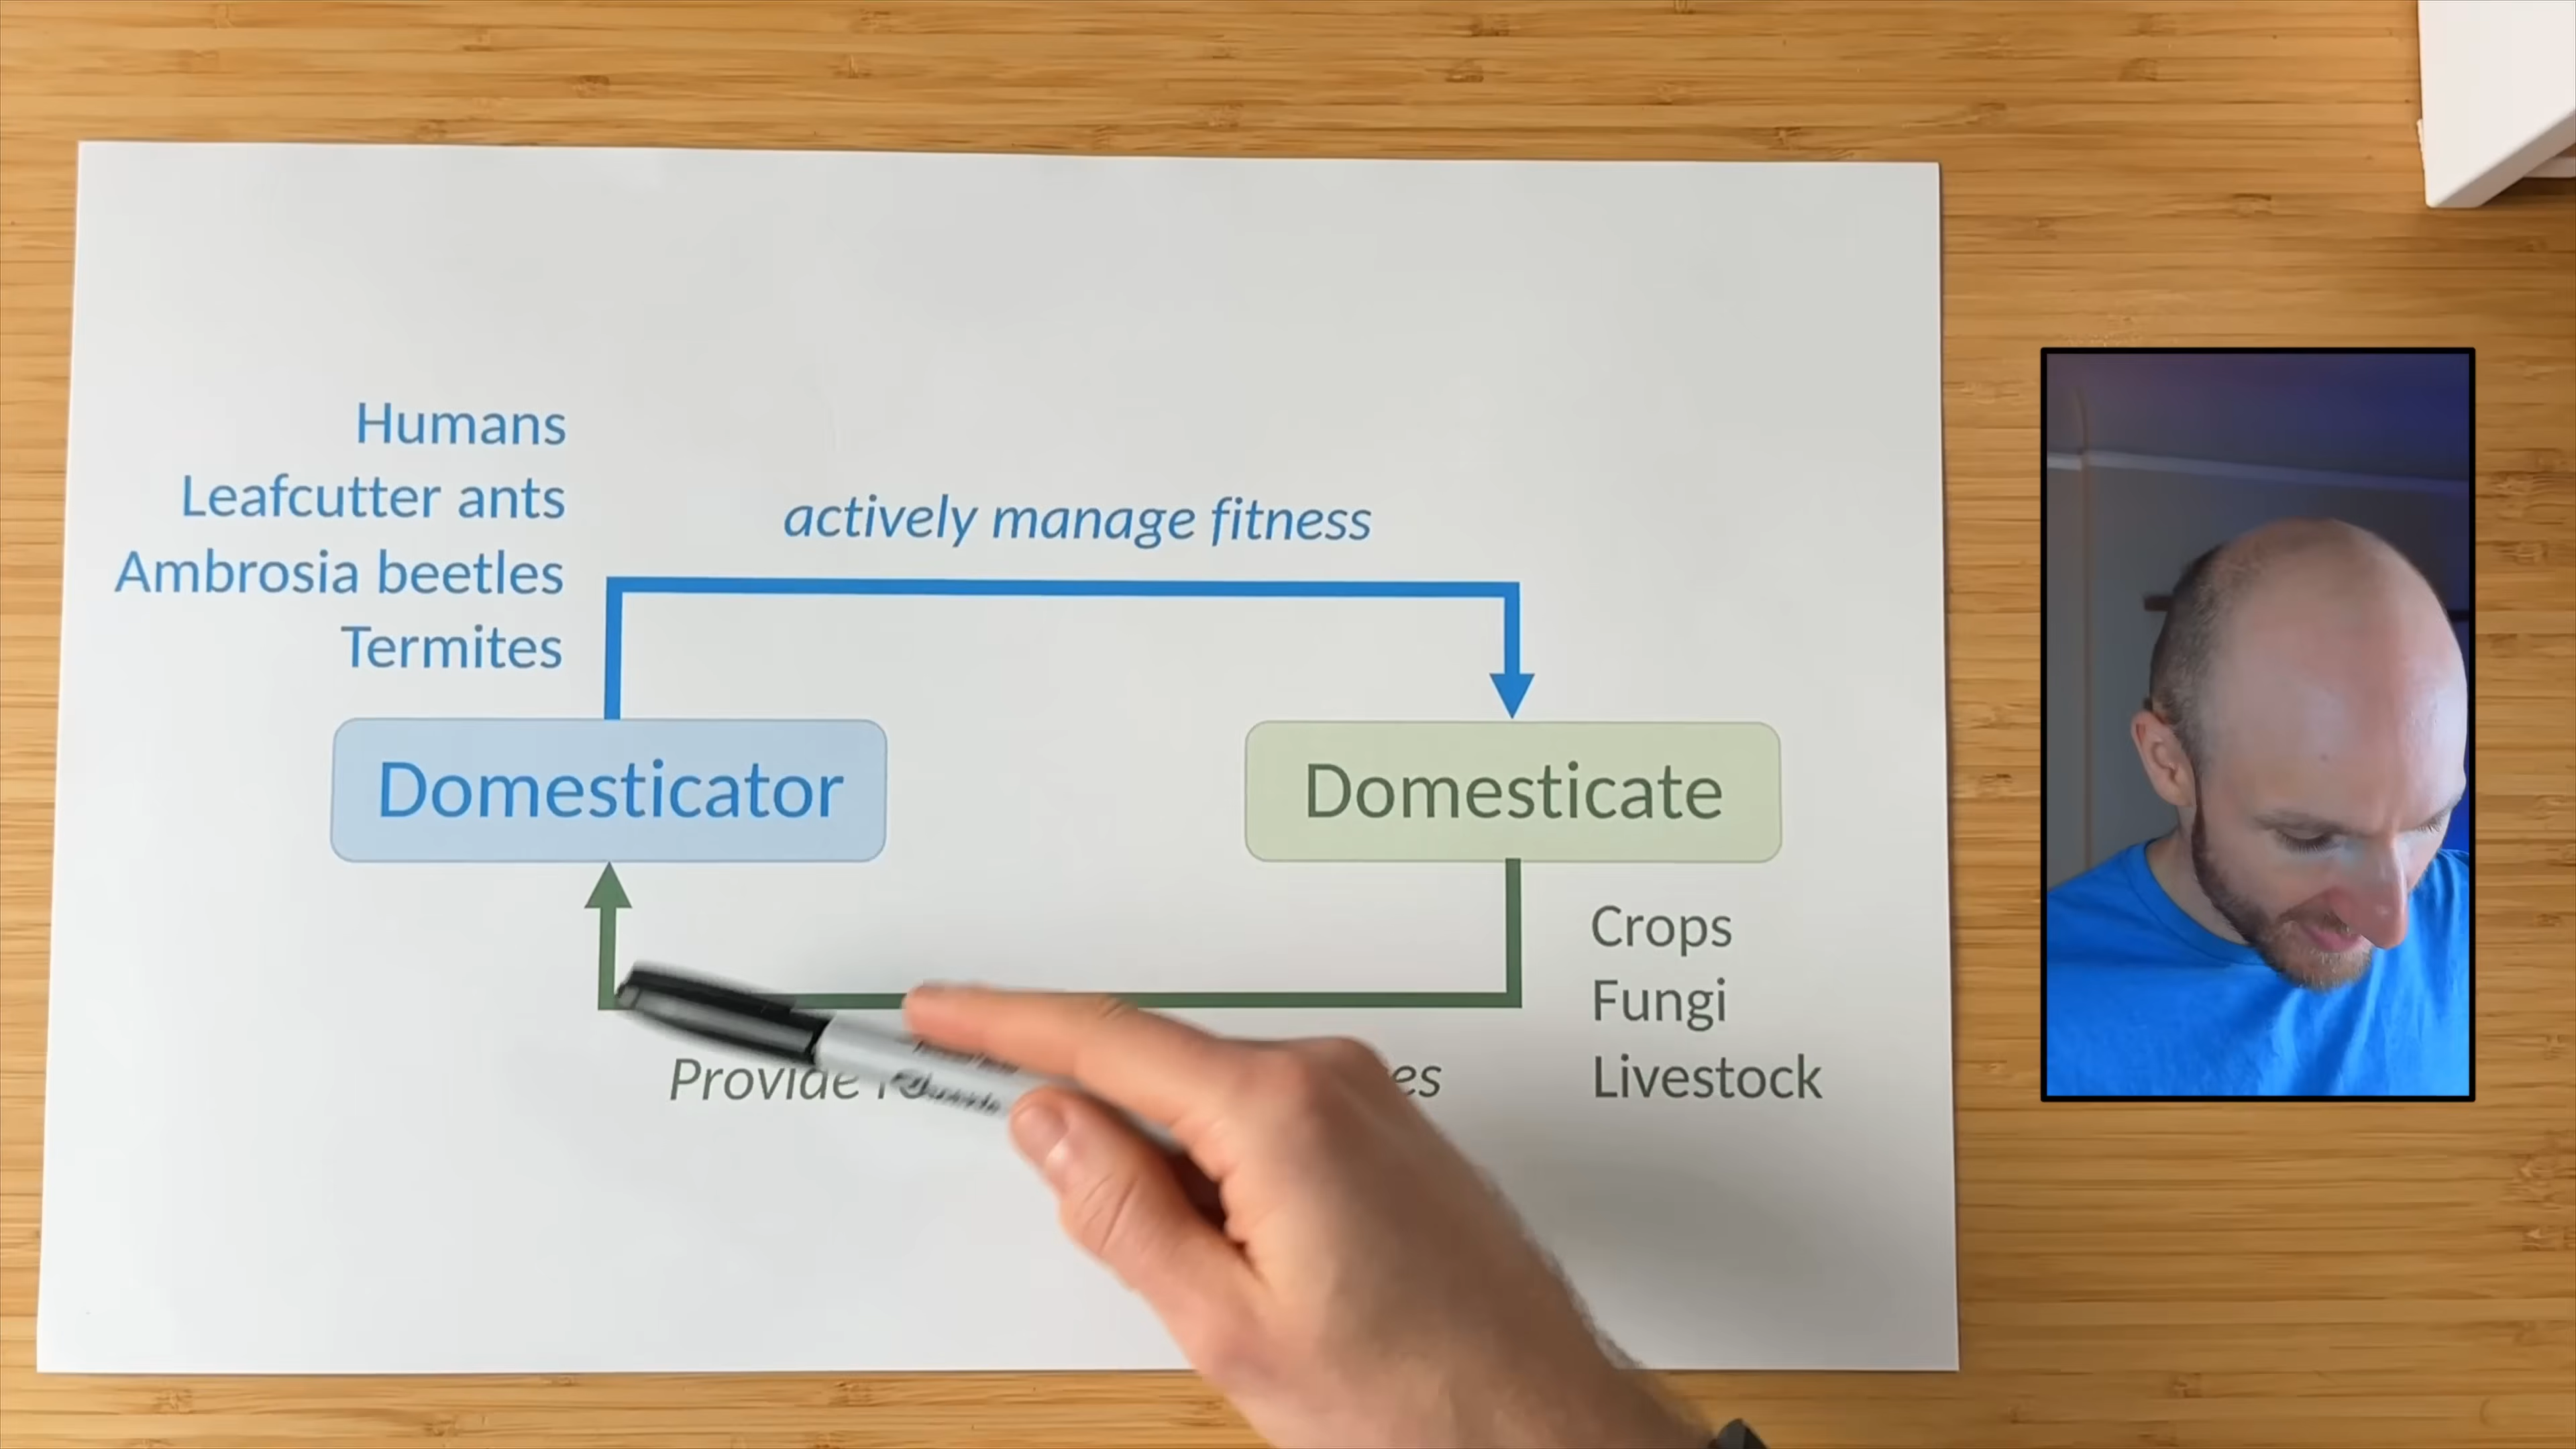 Humans
Leafcutter ants
Ambrosia beetles
Termites
actively manage fitness
Domesticator
Domesticate
Crops
Fungi
Livestock
Provide